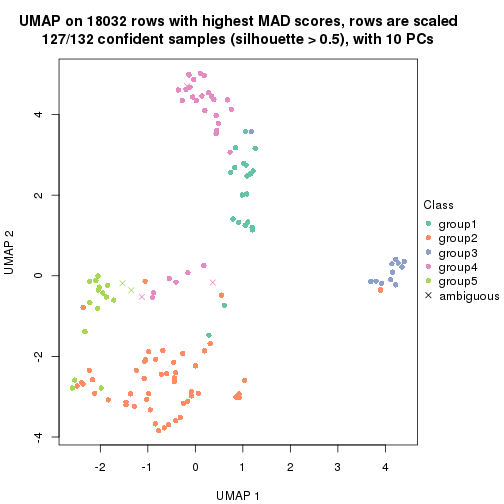 UMAP on 18032 rows with highest MAD scores, rows are scaled
127/132 confident samples (silhouette > 0.5), with 10 PCs
4
2
0
-2
-4
UMAP 2
-2
-1
0
1
2
3
4
UMAP 1
Class
group1
group2
group3
group4
group5
ambiguous